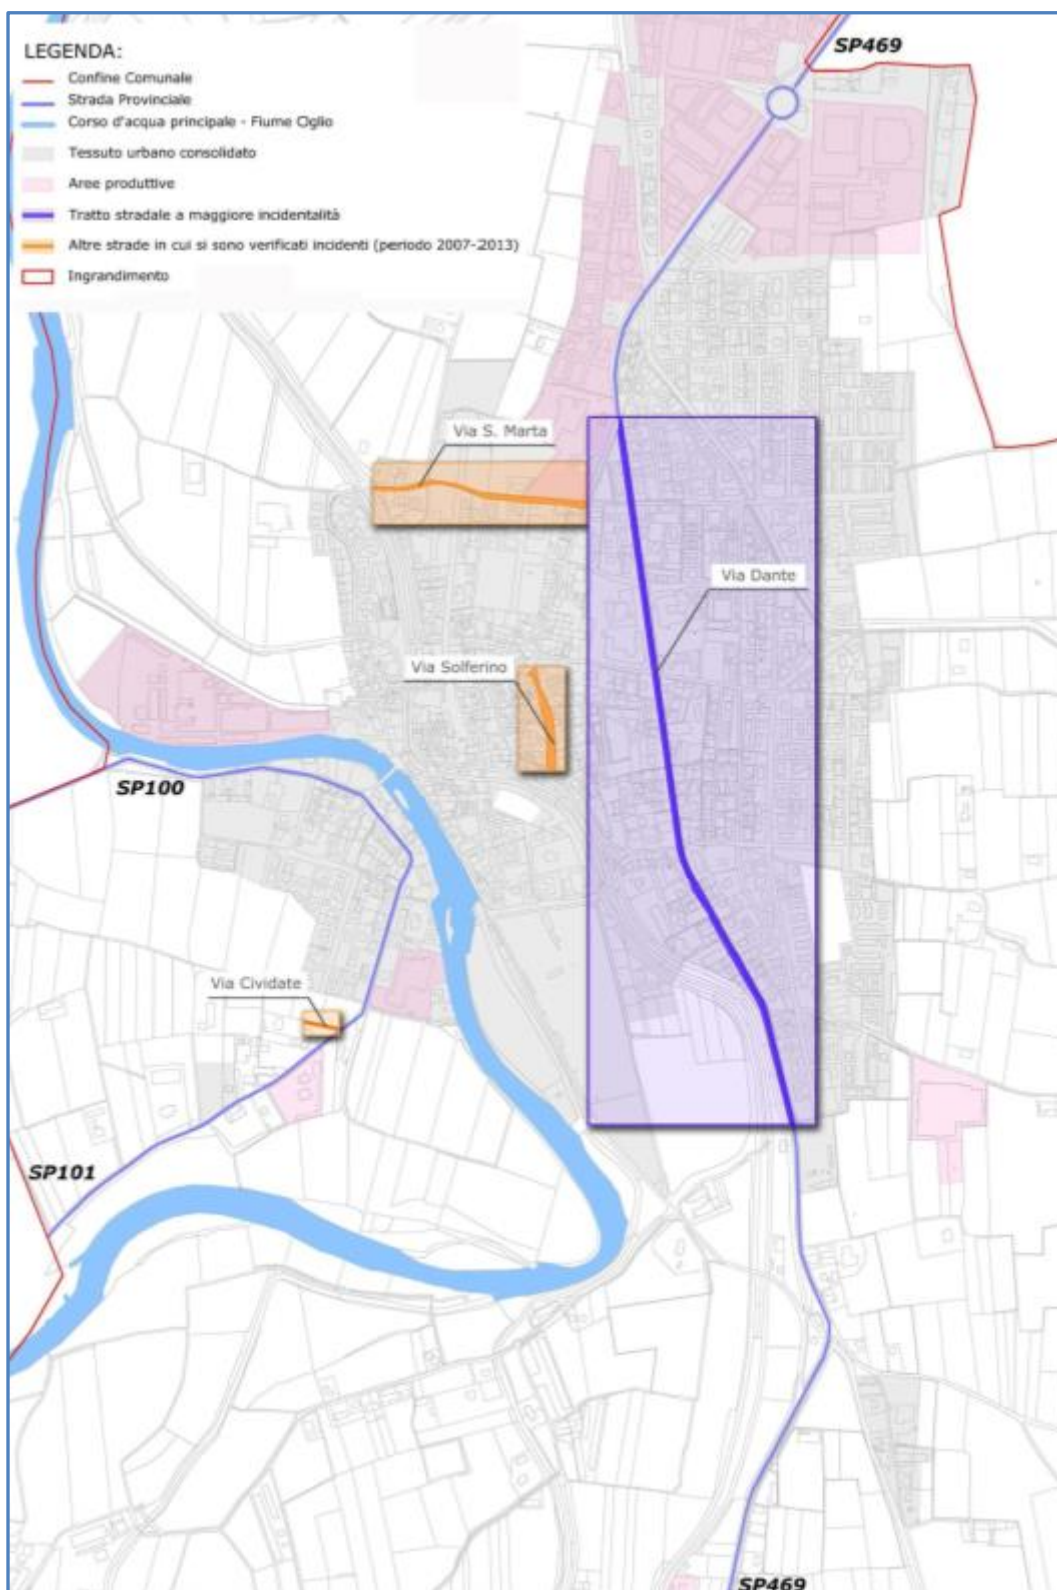 SP469
LEGENDA:
Confine Comunale
Strada Provinciale
Corso d'acqua principale - Fiume Oglio
Tessuto urbano consolidato
Aree produttive
Tratto stradale a maggiore incidentalità
Altre strade in cui si sono verificati incidenti (periodo 2007-2013)
Ingrandimento
Via S. Marta
Via Dante
Via Solferino
SP100
Via Cividate
SP101
SP469